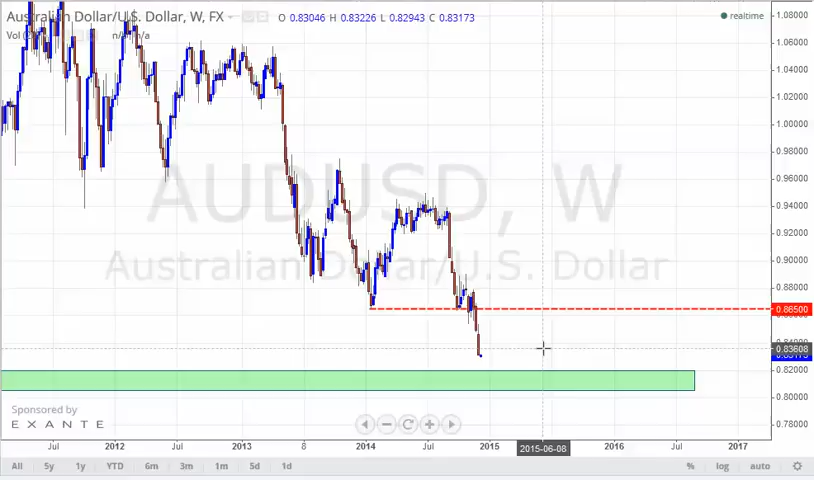 Australian Dollar/U.S. Dollar, W, FX O 0.83046 H 0.83226 L 0.82943 C 0.83173
realtime
Vol
1.08000
1.06000
1.04000
1.02000
1.00000
0.98000
0.96000
0.94000
0.92000
0.90000
0.88000
0.86500
0.83608
0.82000
0.80000
0.78000
AUDUSD, W
Australian Dollar/U.S. Dollar
Sponsored by
EXANTE
Jul 2012 Jul 2013 8 2014 Jul 2015 2015-06-08 2016 Jul 2017
All 5y 1y YTD 6m 3m 1m 5d 1d % log auto